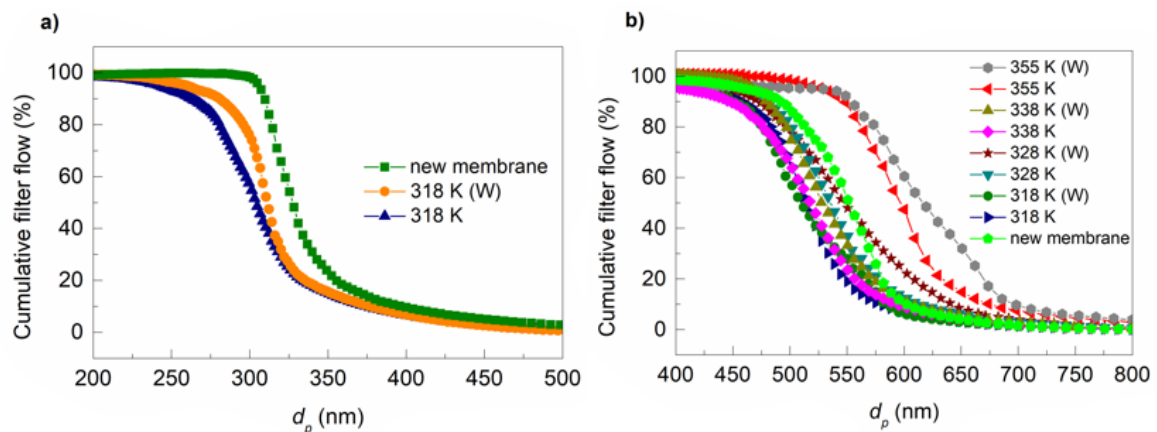 a)
Cumulative filter flow (%)
100
80
60
40
20
0
new membrane
318 K (W)
318 K
200 250 300 350 400 450 500
d_p (nm)
b)
Cumulative filter flow (%)
100
80
60
40
20
0
355 K (W)
355 K
338 K (W)
338 K
328 K (W)
328 K
318 K (W)
318 K
new membrane
400 450 500 550 600 650 700 750 800
d_p (nm)